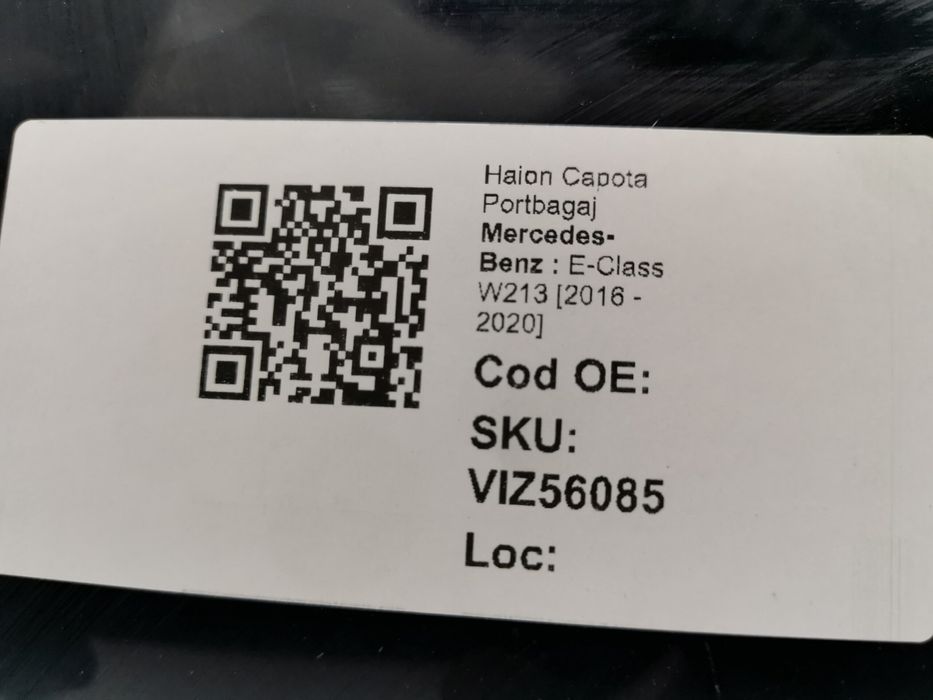 Haion Capota
Portbagaj
Mercedes-
Benz : E-Class
W213 [2016 -
2020]
Cod OE:
SKU:
VIZ56085
Loc: